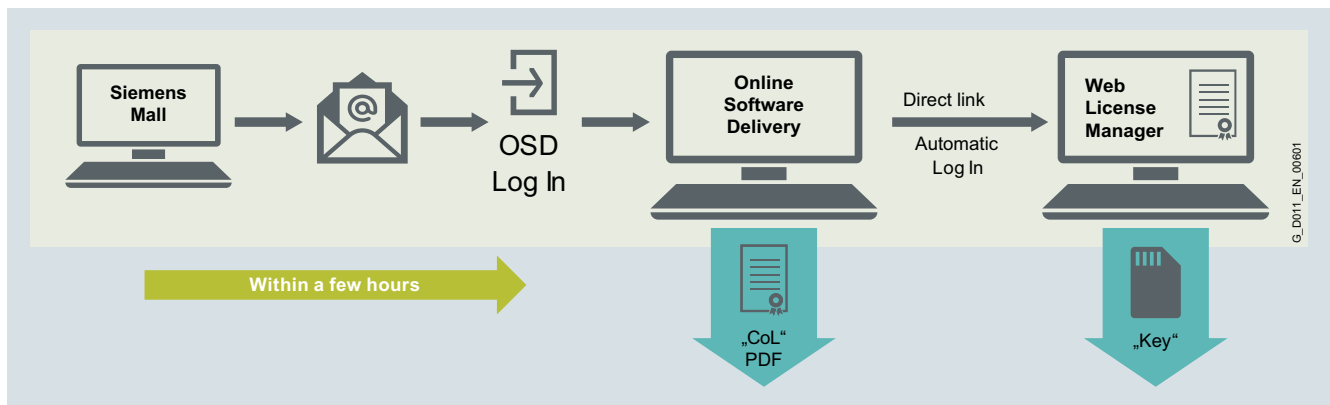 Siemens
Mall
@
OSD
Log In
Online
Software
Delivery
Direct link
Automatic
Log In
Web
License
Manager
G_D011_EN_00601
Within a few hours
„CoL“
PDF
„Key“